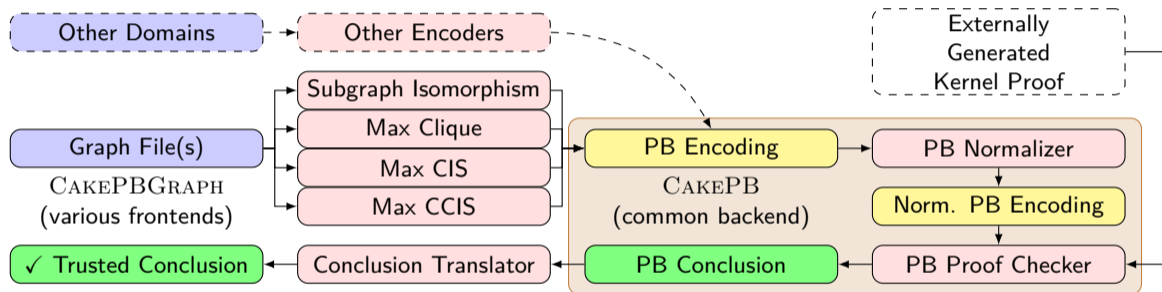 Other Domains
Other Encoders
Externally
Generated
Kernel Proof
Subgraph Isomorphism
Max Clique
Graph File(s)
PB Encoding
PB Normalizer
Max CIS
CAKEPBGRAPH
(various frontends)
CAKEPB
(common backend)
Max CCIS
Norm. PB Encoding
✓ Trusted Conclusion
Conclusion Translator
PB Conclusion
PB Proof Checker